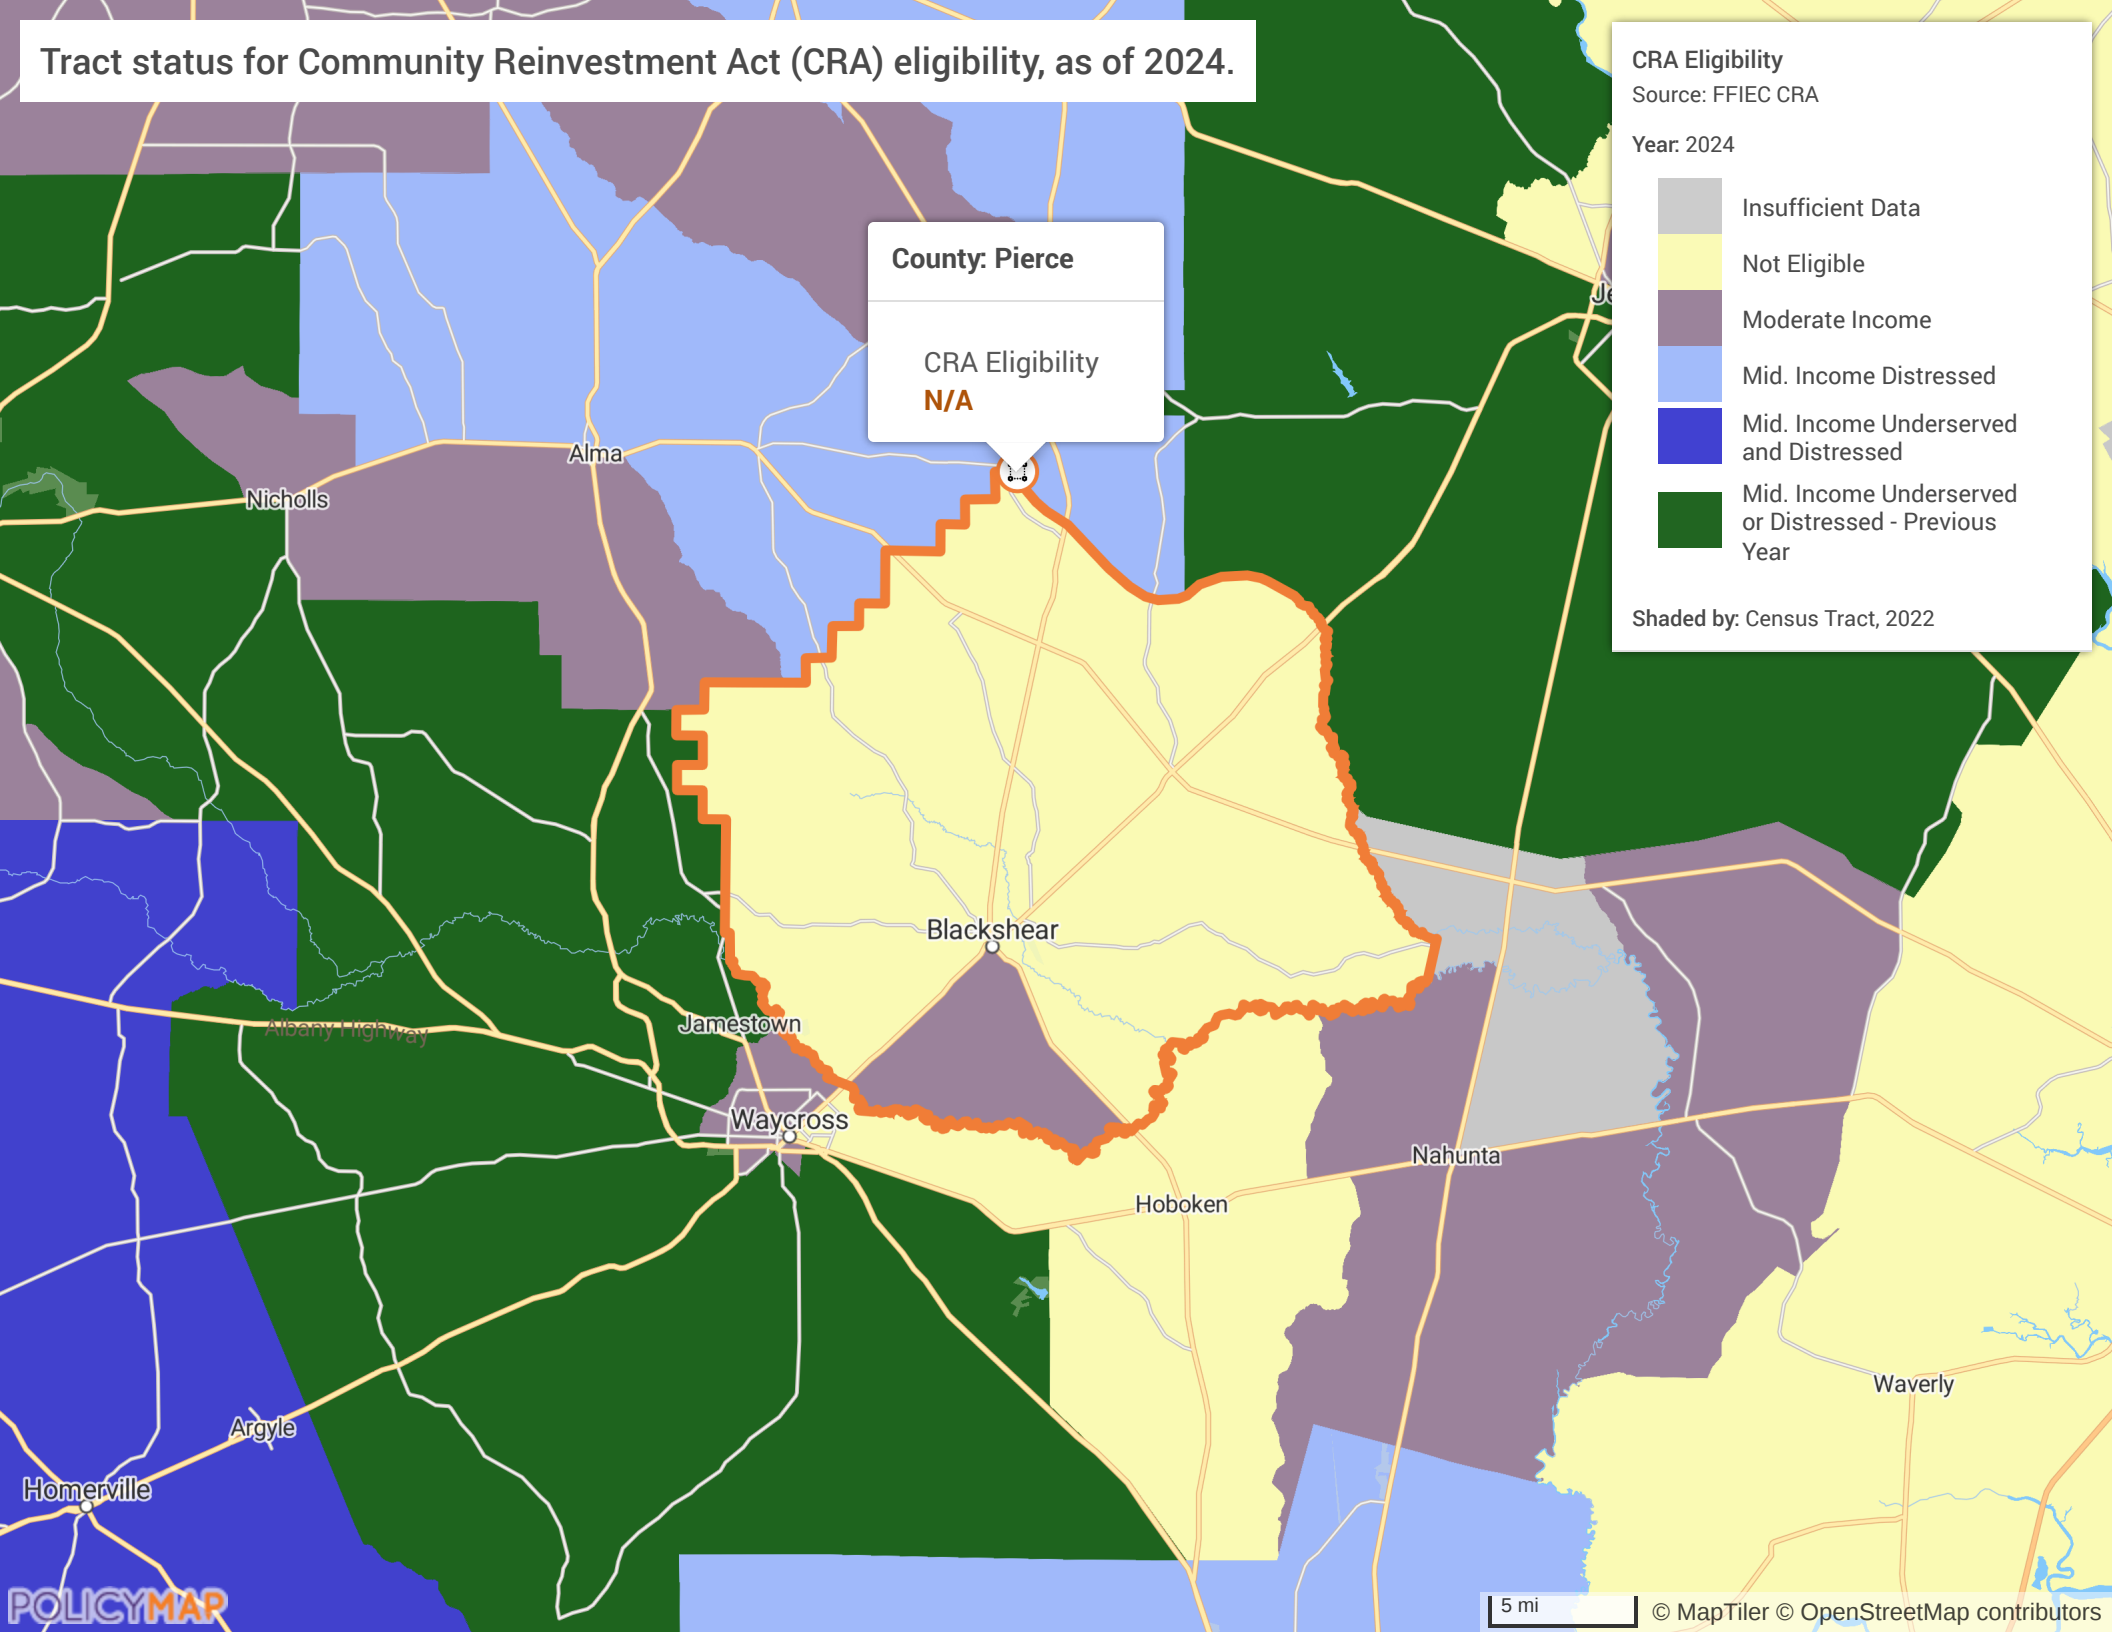 Tract status for Community Reinvestment Act (CRA) eligibility, as of 2024.
CRA Eligibility
Source: FFIEC CRA
Year: 2024
Insufficient Data
Not Eligible
Moderate Income
Mid. Income Distressed
Mid. Income Underserved
and Distressed
Mid. Income Underserved
or Distressed - Previous
Year
Shaded by: Census Tract, 2022
County: Pierce
CRA Eligibility
N/A
Je
Alma
Nicholls
Blackshear
Jamestown
Albany Highway
Waycross
Nahunta
Hoboken
Waverly
Argyle
Homerville
POLICYMAP
5 mi
© MapTiler © OpenStreetMap contributors